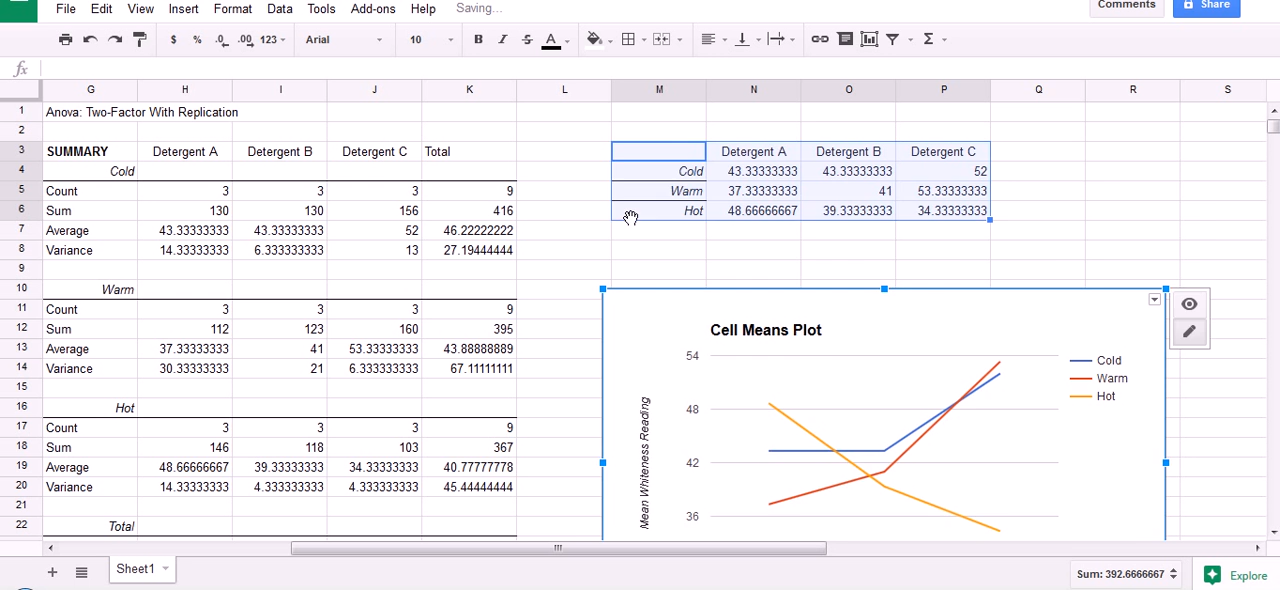 File Edit View Insert Format Data Tools Add-ons Help Saving... Comments Share
$ % .0 .00 123 Arial 10 B I S A Σ
fx
G H I J K L M N O P Q R S
1 Anova: Two-Factor With Replication
2
3 SUMMARY Detergent A Detergent B Detergent C Total Detergent A Detergent B Detergent C
4 Cold Cold 43.33333333 43.33333333 52
5 Count 3 3 3 9 Warm 37.33333333 41 53.33333333
6 Sum 130 130 156 416 Hot 48.66666667 39.33333333 34.33333333
7 Average 43.33333333 43.33333333 52 46.22222222
8 Variance 14.33333333 6.333333333 13 27.19444444
9
10 Warm
11 Count 3 3 3 9
12 Sum 112 123 160 395
13 Average 37.33333333 41 53.33333333 43.88888889
14 Variance 30.33333333 21 6.333333333 67.11111111
15
16 Hot
17 Count 3 3 3 9
18 Sum 146 118 103 367
19 Average 48.66666667 39.33333333 34.33333333 40.77777778
20 Variance 14.33333333 4.333333333 4.333333333 45.44444444
21
22 Total
Cell Means Plot
Mean Whiteness Reading
54
48
42
36
Cold
Warm
Hot
Sheet1 Sum: 392.6666667 Explore